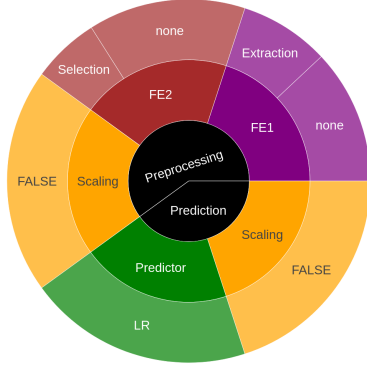 none
Extraction
Selection
FE2
FE1
none
Preprocessing
FALSE
Scaling
Prediction
Scaling
Predictor
FALSE
LR